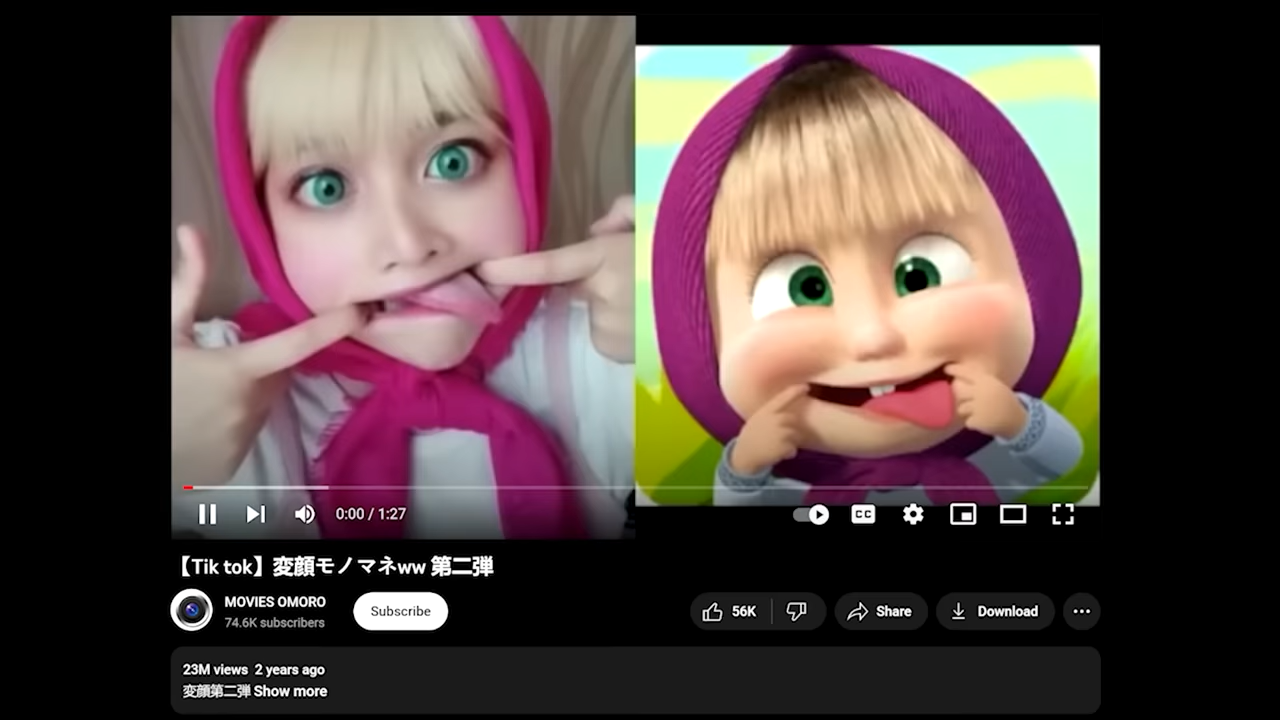 0:00 / 1:27
CC
【Tik tok】変顔モノマネww 第二弾
MOVIES OMORO
74.6K subscribers
Subscribe
56K
Share
Download
23M views 2 years ago
変顔第二弾 Show more